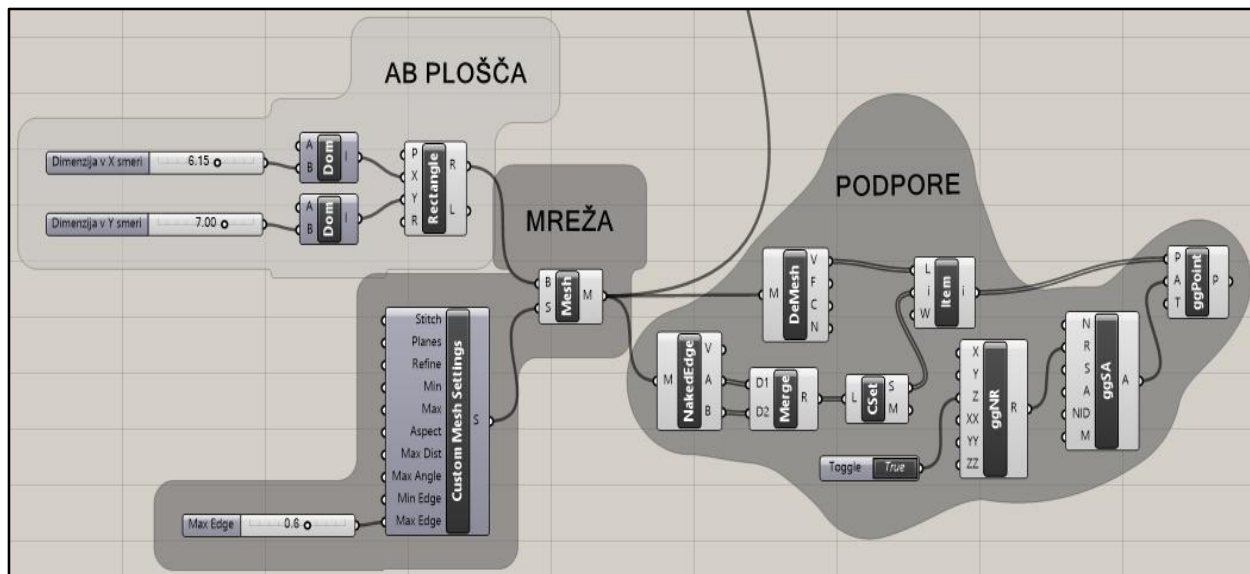 AB PLOŠČA
Dimenzija v X smeri 6.15
A
B
Dom
I
Dimenzija v Y smeri 7.00
A
B
Dom
I
P
X
Y
R
Rectangle
R
L
MREŽA
B
S
Mesh
M
Stitch
Planes
Refine
Min
Max
Aspect
Max Dist
Max Angle
Min Edge
Max Edge
Custom Mesh Settings
S
Max Edge 0.6
PODPORE
M
DeMesh
V
F
C
N
L
i
W
Item
i
M
NakedEdge
V
A
B
D1
D2
Merge
R
L
CSet
S
M
Toggle True
X
Y
Z
XX
YY
ZZ
ggNR
R
N
R
S
A
NID
M
ggSA
A
P
A
T
ggPoint
P